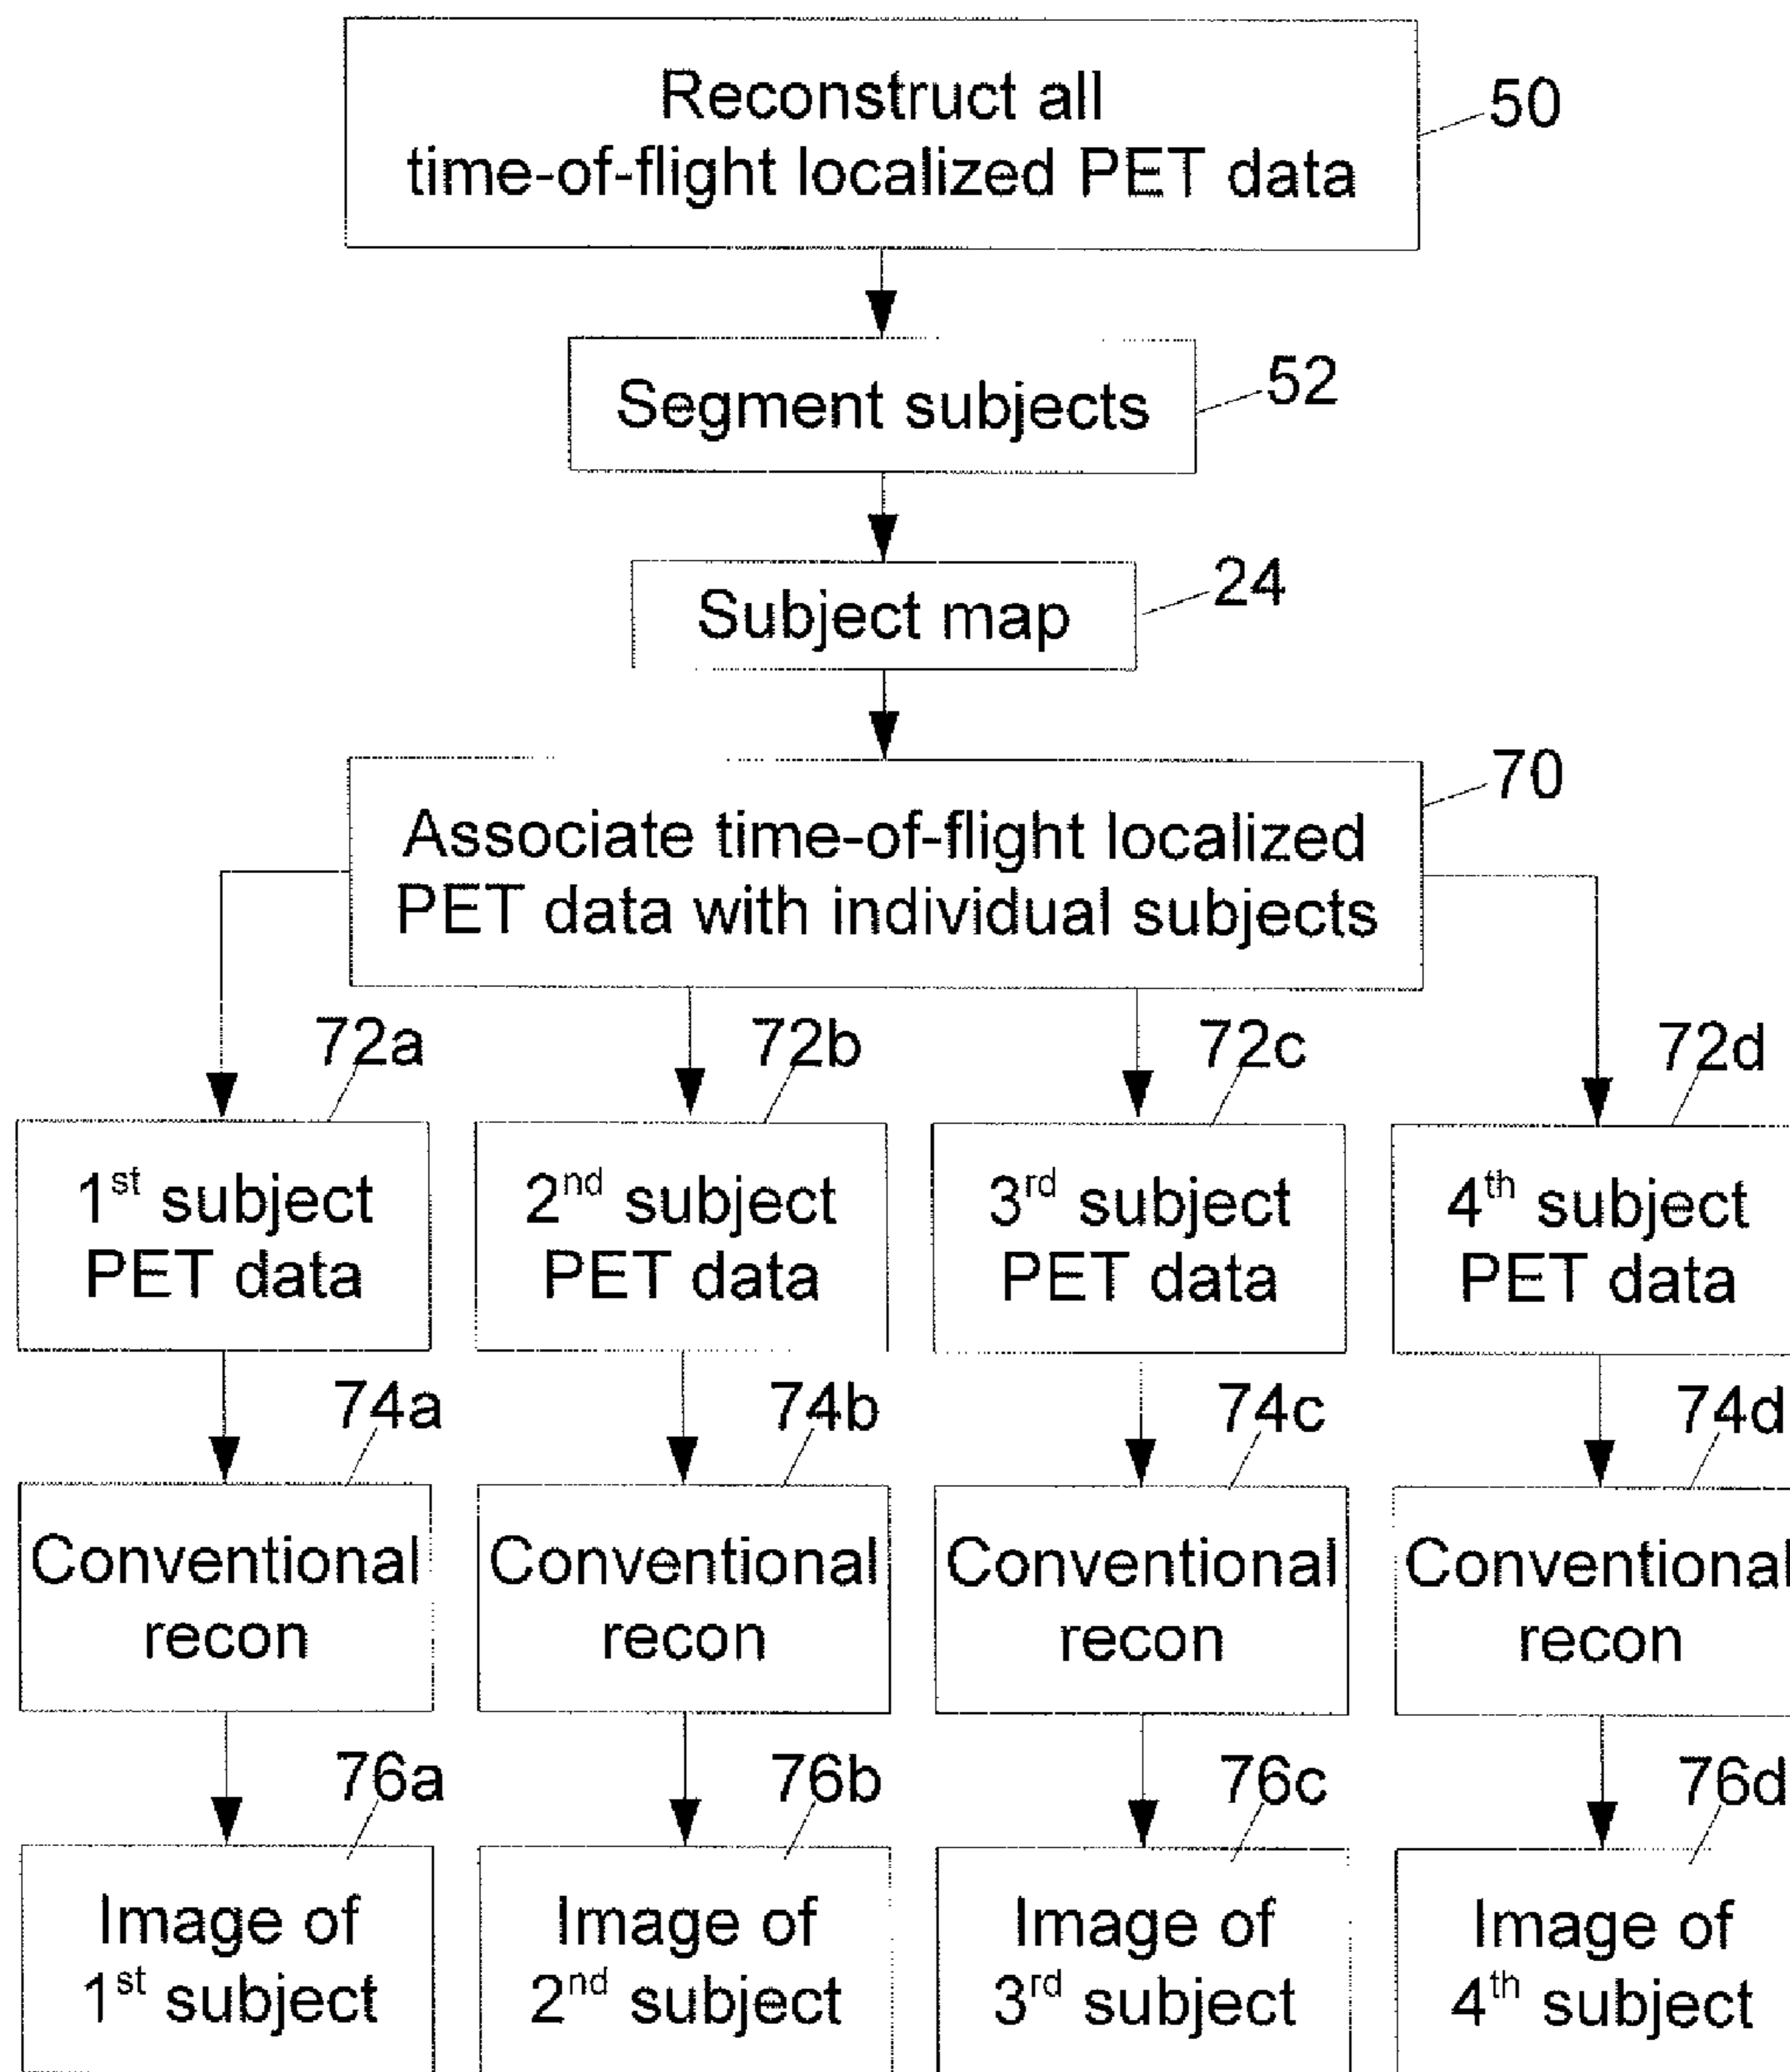 Reconstruct all
time-of-flight localized PET data
50
Segment subjects
52
Subject map
24
Associate time-of-flight localized
PET data with individual subjects
70
72a
72b
72c
72d
1st subject
PET data
2nd subject
PET data
3rd subject
PET data
4th subject
PET data
74a
74b
74c
74d
Conventional
recon
Conventional
recon
Conventional
recon
Conventional
recon
76a
76b
76c
76d
Image of
1st subject
Image of
2nd subject
Image of
3rd subject
Image of
4th subject